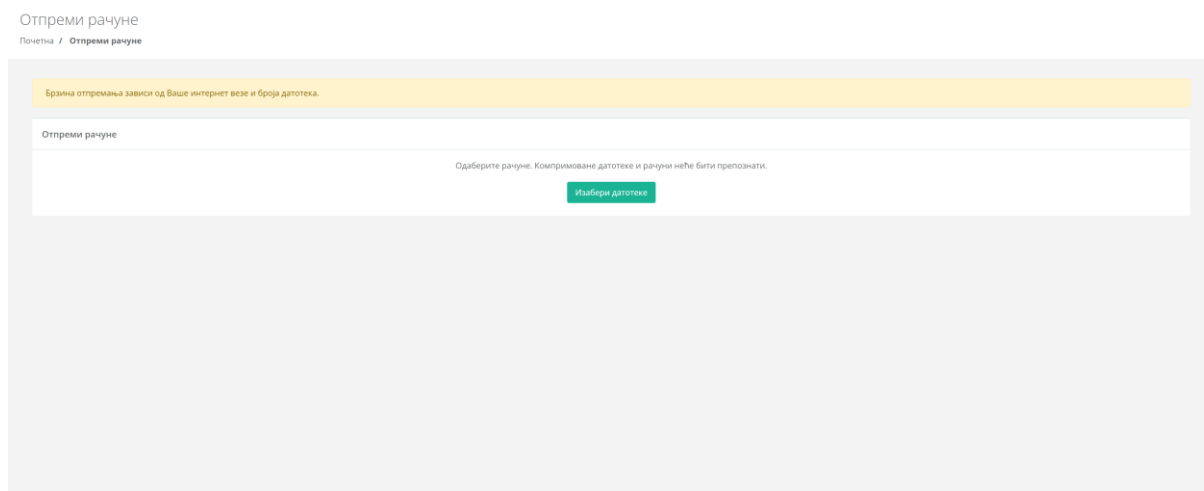 Отпреми рачуне
Почетна / Отпреми рачуне
Брзина отпремања зависи од Ваше интернет везе и броја датотека.
Отпреми рачуне
Одаберите рачуне. Компримоване датотеке и рачуни неће бити препознати.
Изабери датотеке